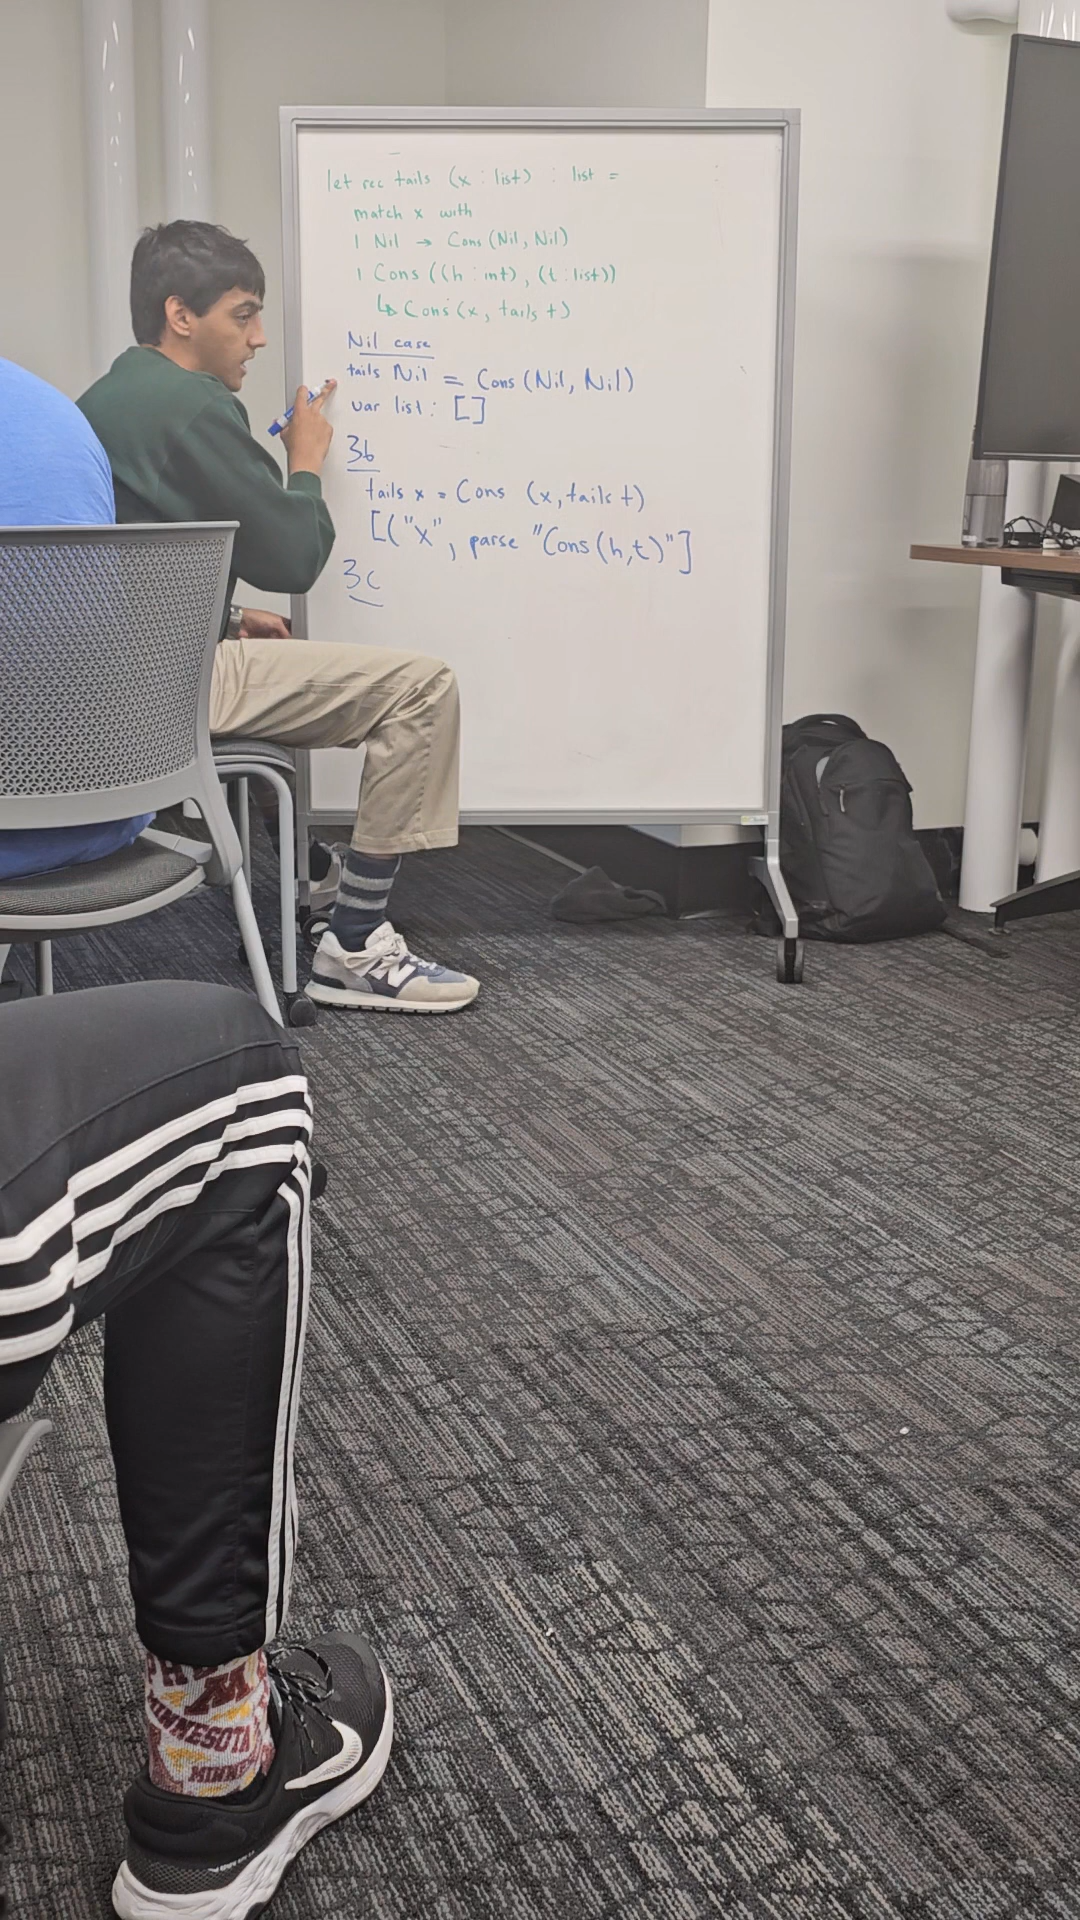 let rec tails (x : list) : list =
match x with
| Nil → Cons (Nil, Nil)
| Cons ((h : int), (t : list))
↳ Cons (x, tails t)
Nil case
tails Nil = Cons (Nil, Nil)
var list : []
3b
tails x = Cons (x, tails t)
[("x", parse "Cons (h,t)"]
3c
N
M
MINNESOTA